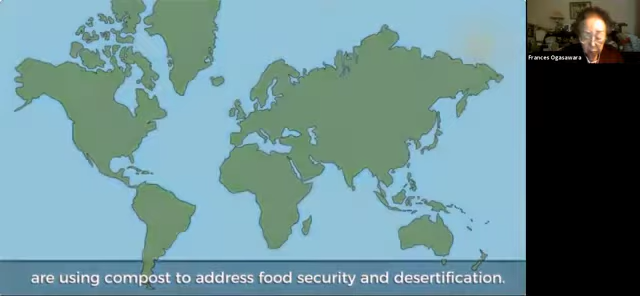 Frances Ogasawara
are using compost to address food security and desertification.